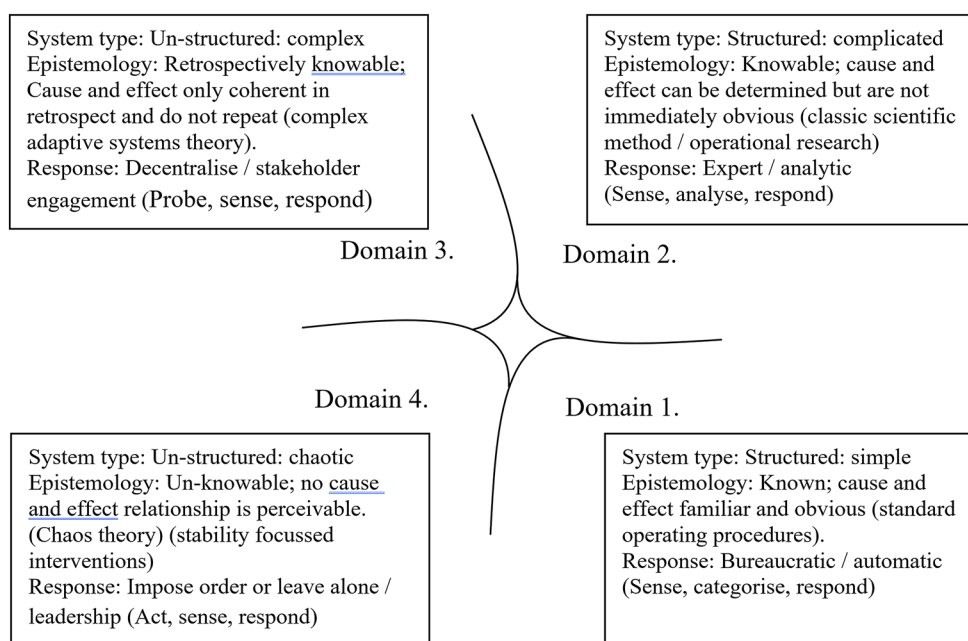 System type: Un-structured: complex
Epistemology: Retrospectively knowable;
Cause and effect only coherent in
retrospect and do not repeat (complex
adaptive systems theory).
Response: Decentralise / stakeholder
engagement (Probe, sense, respond)
System type: Structured: complicated
Epistemology: Knowable; cause and
effect can be determined but are not
immediately obvious (classic scientific
method / operational research)
Response: Expert / analytic
(Sense, analyse, respond)
Domain 3.
Domain 2.
Domain 4.
Domain 1.
System type: Un-structured: chaotic
Epistemology: Un-knowable; no cause
and effect relationship is perceivable.
(Chaos theory) (stability focussed
interventions)
Response: Impose order or leave alone /
leadership (Act, sense, respond)
System type: Structured: simple
Epistemology: Known; cause and
effect familiar and obvious (standard
operating procedures).
Response: Bureaucratic / automatic
(Sense, categorise, respond)